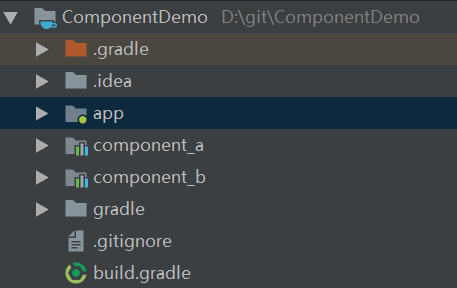 ComponentDemo D:\git\ComponentDemo
.gradle
.idea
app
component_a
component_b
gradle
.gitignore
build.gradle